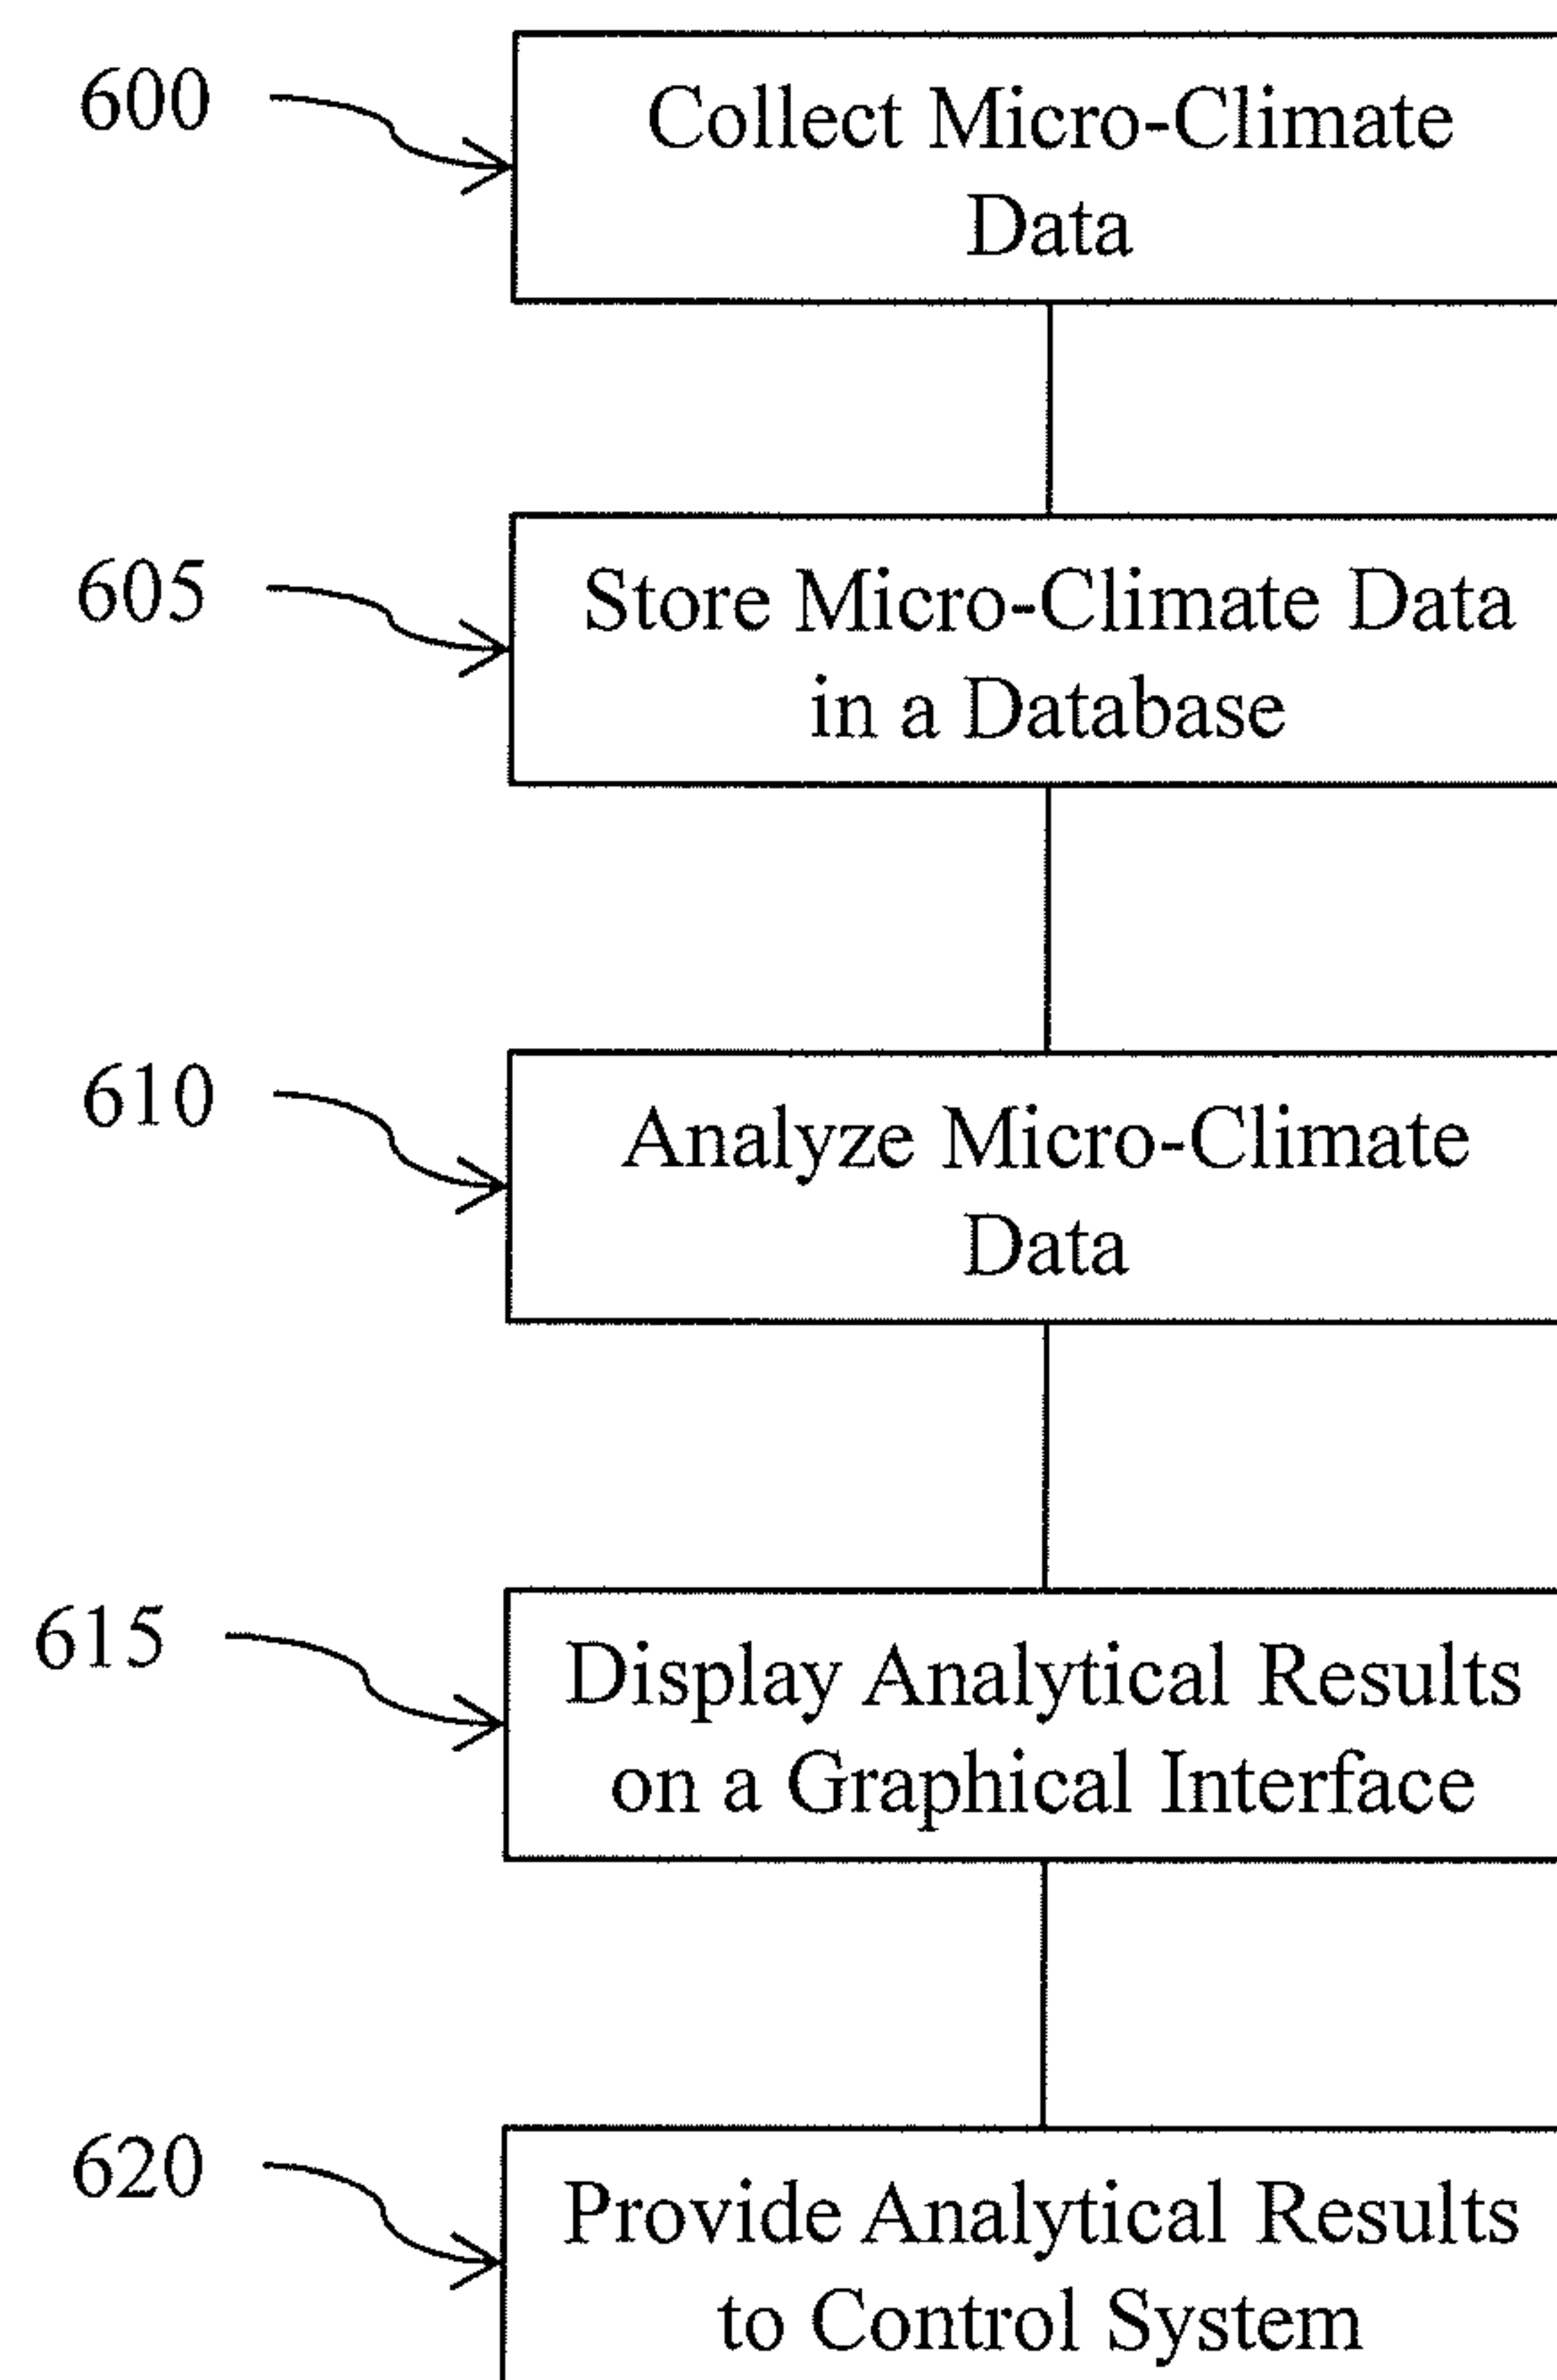 600
Collect Micro-Climate
Data
605
Store Micro-Climate Data
in a Database
610
Analyze Micro-Climate
Data
615
Display Analytical Results
on a Graphical Interface
620
Provide Analytical Results
to Control System